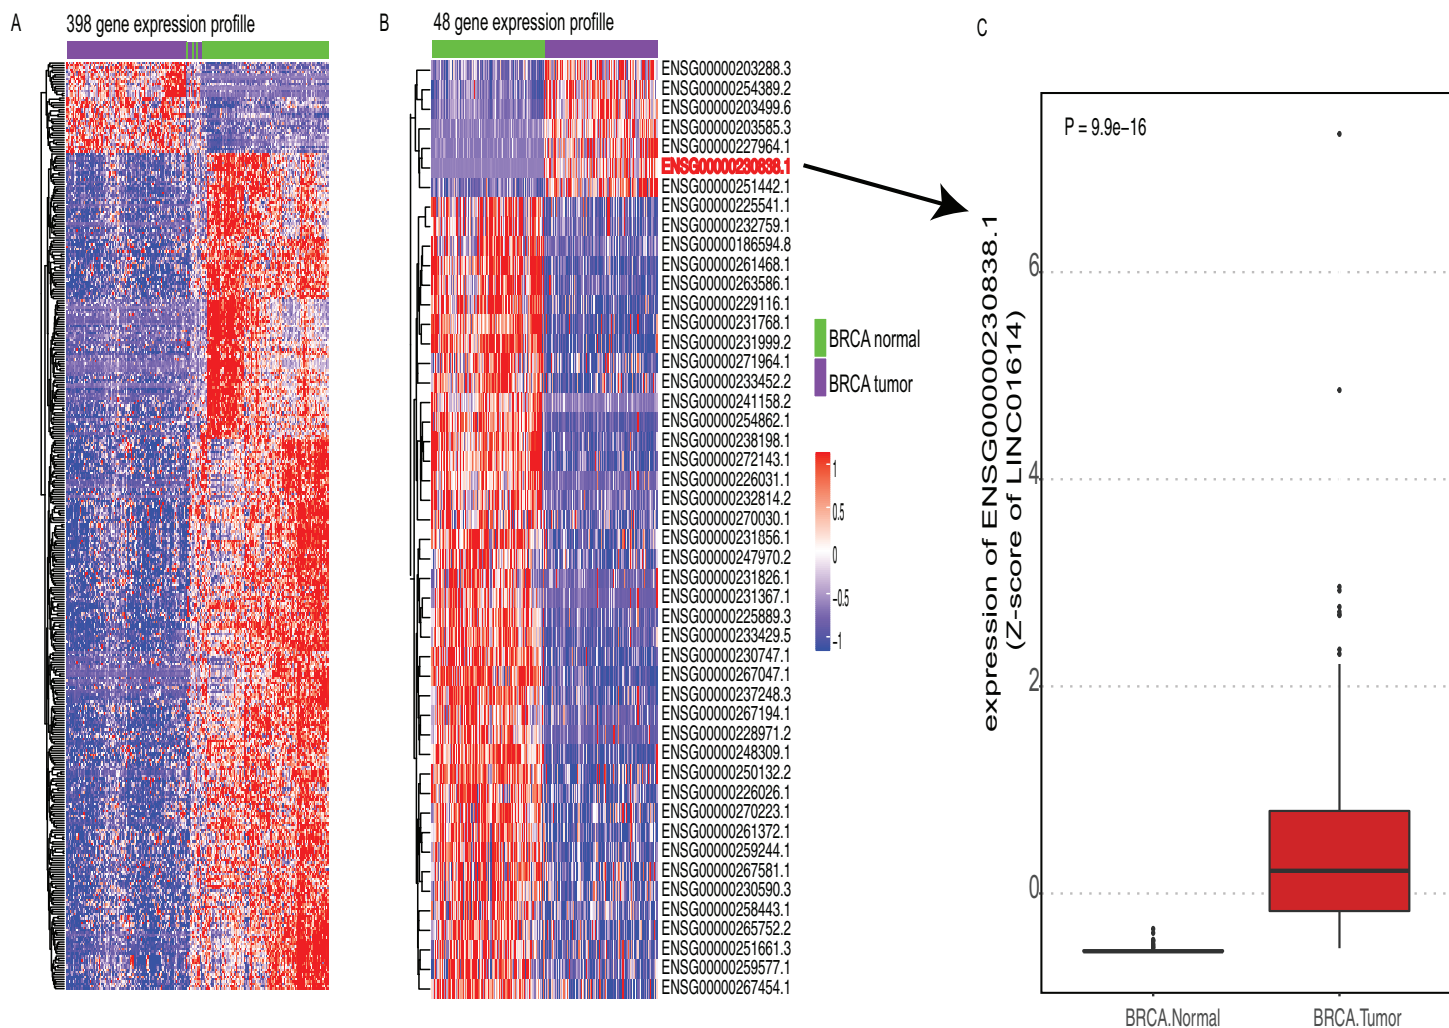 A
398 gene expression profille
B
48 gene expression profille
ENSG00000203288.3
ENSG00000254389.2
ENSG00000203499.6
ENSG00000203585.3
ENSG00000227964.1
ENSG00000230838.1
ENSG00000251442.1
ENSG00000225541.1
ENSG00000232759.1
ENSG00000186594.8
ENSG00000261468.1
ENSG00000263586.1
ENSG00000229116.1
ENSG00000231768.1
ENSG00000231999.2
ENSG00000271964.1
ENSG00000233452.2
ENSG00000241158.2
ENSG00000254862.1
ENSG00000238198.1
ENSG00000272143.1
ENSG00000226031.1
ENSG00000232814.2
ENSG00000270030.1
ENSG00000231856.1
ENSG00000247970.2
ENSG00000231826.1
ENSG00000231367.1
ENSG00000225889.3
ENSG00000233429.5
ENSG00000230747.1
ENSG00000267047.1
ENSG00000237248.3
ENSG00000267194.1
ENSG00000228971.2
ENSG00000248309.1
ENSG00000250132.2
ENSG00000226026.1
ENSG00000270223.1
ENSG00000261372.1
ENSG00000259244.1
ENSG00000267581.1
ENSG00000230590.3
ENSG00000258443.1
ENSG00000265752.2
ENSG00000251661.3
ENSG00000259577.1
ENSG00000267454.1
BRCA normal
BRCA tumor
1
0.5
0
-0.5
-1
C
P = 9.9e−16
expression of ENSG00000230838.1
(Z-score of LINC01614)
6
4
2
0
BRCA.Normal
BRCA.Tumor